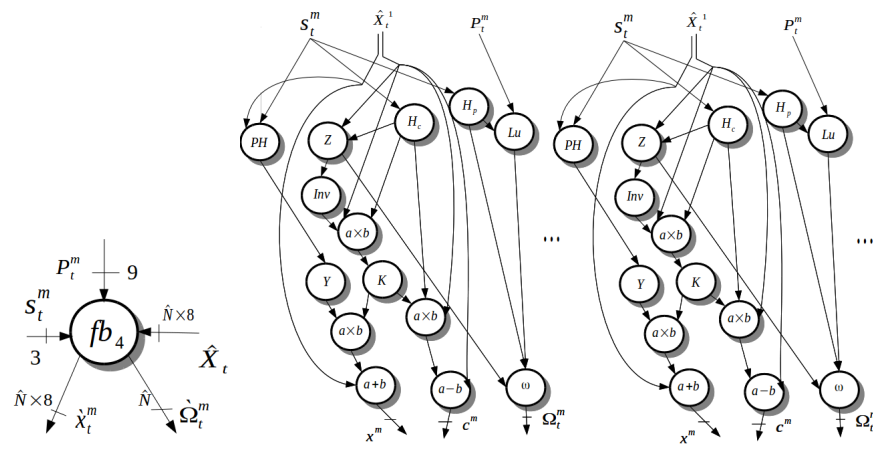 P_t^m
9
s_t^m
3
fb_4
N̂×8
X̂_t
N̂×8
x̀_t^m
N̂
Ὼ_t^m
s_t^m
X̂_t^1
P_t^m
PH
Z
H_c
H_p
Lu
Inv
a×b
Y
K
a×b
a×b
a+b
a−b
ω
x^m
c^m
Ω_t^m
...
s_t^m
X̂_t^1
P_t^m
PH
Z
H_c
H_p
Lu
Inv
a×b
Y
K
a×b
a×b
a+b
a−b
ω
x^m
c^m
Ω_t^m
...